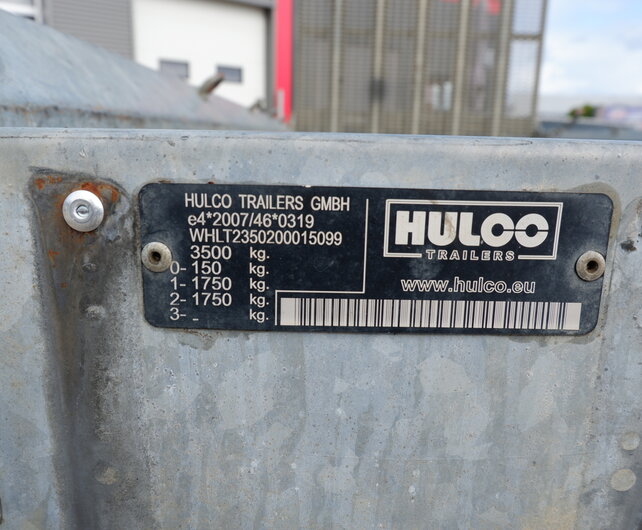 HULCO TRAILERS GMBH
e4*2007/46*0319
WHLT2350200015099
3500 kg.
0- 150 kg.
1- 1750 kg.
2- 1750 kg.
3- - kg.
HULCO
TRAILERS
www.hulco.eu